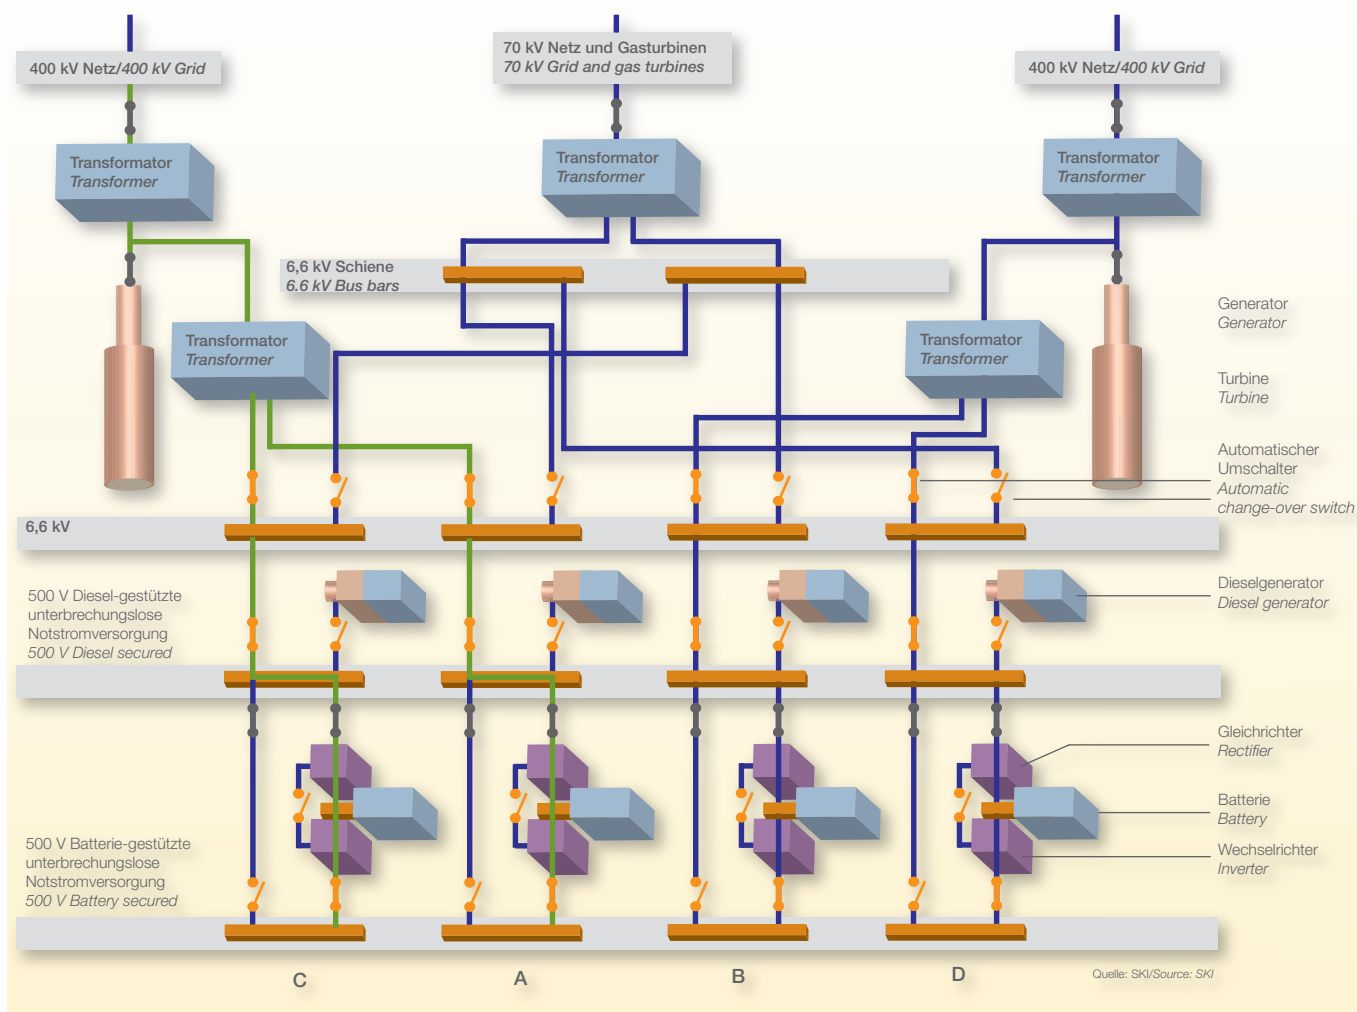 400 kV Netz/400 kV Grid
70 kV Netz und Gasturbinen
70 kV Grid and gas turbines
400 kV Netz/400 kV Grid
Transformator
Transformer
Transformator
Transformer
Transformator
Transformer
6,6 kV Schiene
6.6 kV Bus bars
Transformator
Transformer
Transformator
Transformer
Generator
Generator
Turbine
Turbine
Automatischer
Umschalter
Automatic
change-over switch
6,6 kV
500 V Diesel-gestützte
unterbrechungslose
Notstromversorgung
500 V Diesel secured
Dieselgenerator
Diesel generator
Gleichrichter
Rectifier
Batterie
Battery
Wechselrichter
Inverter
500 V Batterie-gestützte
unterbrechungslose
Notstromversorgung
500 V Battery secured
C
A
B
D
Quelle: SKI/Source: SKI